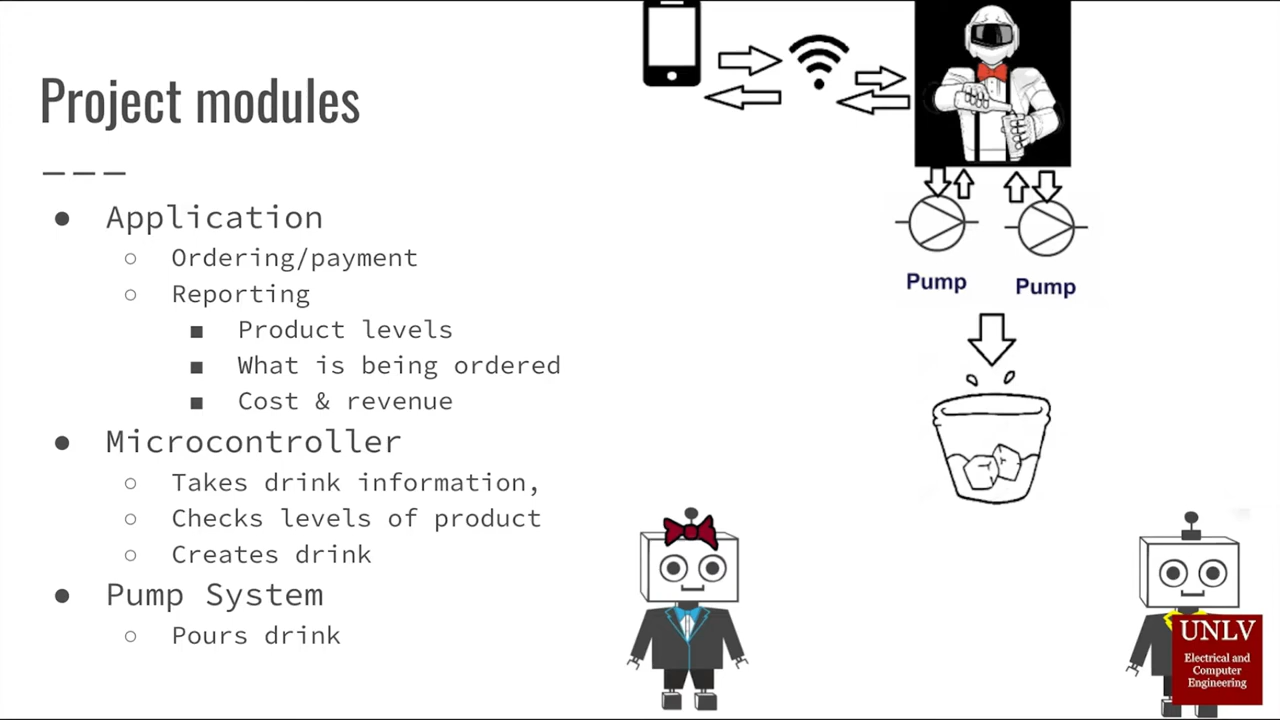 Project modules
● Application
○ Ordering/payment
○ Reporting
■ Product levels
■ What is being ordered
■ Cost & revenue
● Microcontroller
○ Takes drink information,
○ Checks levels of product
○ Creates drink
● Pump System
○ Pours drink
Pump
Pump
UNLV
Electrical and
Computer
Engineering